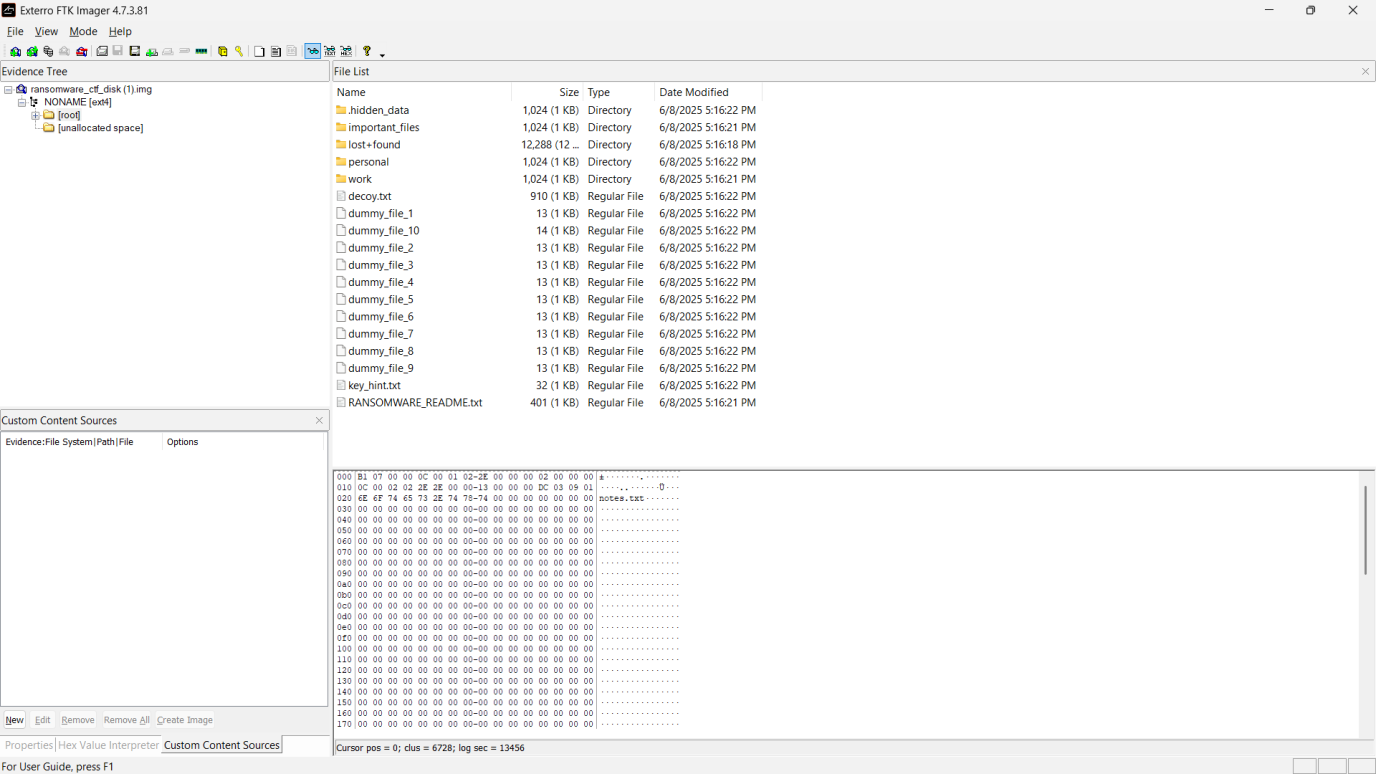 Exterro FTK Imager 4.7.3.81
File View Mode Help
Evidence Tree
ransomware_ctf_disk (1).img
NONAME [ext4]
[root]
[unallocated space]
File List
Name Size Type Date Modified
.hidden_data 1,024 (1 KB) Directory 6/8/2025 5:16:22 PM
important_files 1,024 (1 KB) Directory 6/8/2025 5:16:21 PM
lost+found 12,288 (12 ... Directory 6/8/2025 5:16:18 PM
personal 1,024 (1 KB) Directory 6/8/2025 5:16:22 PM
work 1,024 (1 KB) Directory 6/8/2025 5:16:21 PM
decoy.txt 910 (1 KB) Regular File 6/8/2025 5:16:22 PM
dummy_file_1 13 (1 KB) Regular File 6/8/2025 5:16:22 PM
dummy_file_10 14 (1 KB) Regular File 6/8/2025 5:16:22 PM
dummy_file_2 13 (1 KB) Regular File 6/8/2025 5:16:22 PM
dummy_file_3 13 (1 KB) Regular File 6/8/2025 5:16:22 PM
dummy_file_4 13 (1 KB) Regular File 6/8/2025 5:16:22 PM
dummy_file_5 13 (1 KB) Regular File 6/8/2025 5:16:22 PM
dummy_file_6 13 (1 KB) Regular File 6/8/2025 5:16:22 PM
dummy_file_7 13 (1 KB) Regular File 6/8/2025 5:16:22 PM
dummy_file_8 13 (1 KB) Regular File 6/8/2025 5:16:22 PM
dummy_file_9 13 (1 KB) Regular File 6/8/2025 5:16:22 PM
key_hint.txt 32 (1 KB) Regular File 6/8/2025 5:16:22 PM
RANSOMWARE_README.txt 401 (1 KB) Regular File 6/8/2025 5:16:21 PM
Custom Content Sources
Evidence:File System|Path|File Options
New Edit Remove Remove All Create Image
Properties Hex Value Interpreter Custom Content Sources
000 B1 07 00 00 0C 00 01 02-2E 00 00 00 02 00 00 00 ±·······.·······
010 0C 00 02 02 2E 2E 00 00-13 00 00 00 DC 03 09 01 ····..······Ü···
020 6E 6F 74 65 73 2E 74 78-74 00 00 00 00 00 00 00 notes.txt·······
030 00 00 00 00 00 00 00 00-00 00 00 00 00 00 00 00 ················
040 00 00 00 00 00 00 00 00-00 00 00 00 00 00 00 00 ················
050 00 00 00 00 00 00 00 00-00 00 00 00 00 00 00 00 ················
060 00 00 00 00 00 00 00 00-00 00 00 00 00 00 00 00 ················
070 00 00 00 00 00 00 00 00-00 00 00 00 00 00 00 00 ················
080 00 00 00 00 00 00 00 00-00 00 00 00 00 00 00 00 ················
090 00 00 00 00 00 00 00 00-00 00 00 00 00 00 00 00 ················
0a0 00 00 00 00 00 00 00 00-00 00 00 00 00 00 00 00 ················
0b0 00 00 00 00 00 00 00 00-00 00 00 00 00 00 00 00 ················
0c0 00 00 00 00 00 00 00 00-00 00 00 00 00 00 00 00 ················
0d0 00 00 00 00 00 00 00 00-00 00 00 00 00 00 00 00 ················
0e0 00 00 00 00 00 00 00 00-00 00 00 00 00 00 00 00 ················
0f0 00 00 00 00 00 00 00 00-00 00 00 00 00 00 00 00 ················
100 00 00 00 00 00 00 00 00-00 00 00 00 00 00 00 00 ················
110 00 00 00 00 00 00 00 00-00 00 00 00 00 00 00 00 ················
120 00 00 00 00 00 00 00 00-00 00 00 00 00 00 00 00 ················
130 00 00 00 00 00 00 00 00-00 00 00 00 00 00 00 00 ················
140 00 00 00 00 00 00 00 00-00 00 00 00 00 00 00 00 ················
150 00 00 00 00 00 00 00 00-00 00 00 00 00 00 00 00 ················
160 00 00 00 00 00 00 00 00-00 00 00 00 00 00 00 00 ················
170 00 00 00 00 00 00 00 00-00 00 00 00 00 00 00 00 ················
Cursor pos = 0; clus = 6728; log sec = 13456
For User Guide, press F1